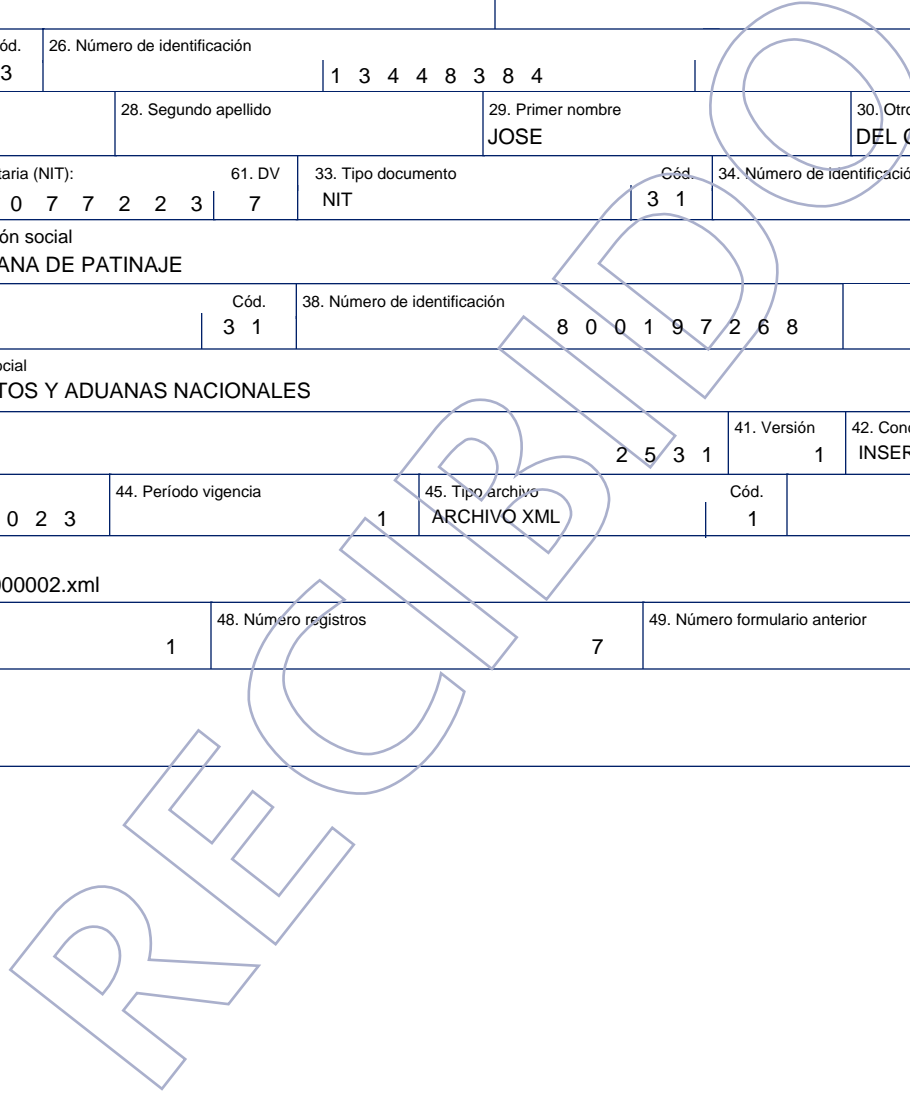 ód. 26. Número de identificación
3 1 3 4 4 8 3 8 4
28. Segundo apellido 29. Primer nombre 30. Otro
JOSE DEL
taria (NIT): 61. DV 33. Tipo documento Cód. 34. Número de identificació
0 7 7 2 2 3 7 NIT 3 1
ón social
ANA DE PATINAJE
Cód. 38. Número de identificación
3 1 8 0 0 1 9 7 2 6 8
ocial
TOS Y ADUANAS NACIONALES
41. Versión 42. Conc
2 5 3 1 1 INSER
44. Período vigencia 45. Tipo archivo Cód.
0 2 3 1 ARCHIVO XML 1
000002.xml
48. Número registros 49. Número formulario anterior
1 7
RECIBIDO